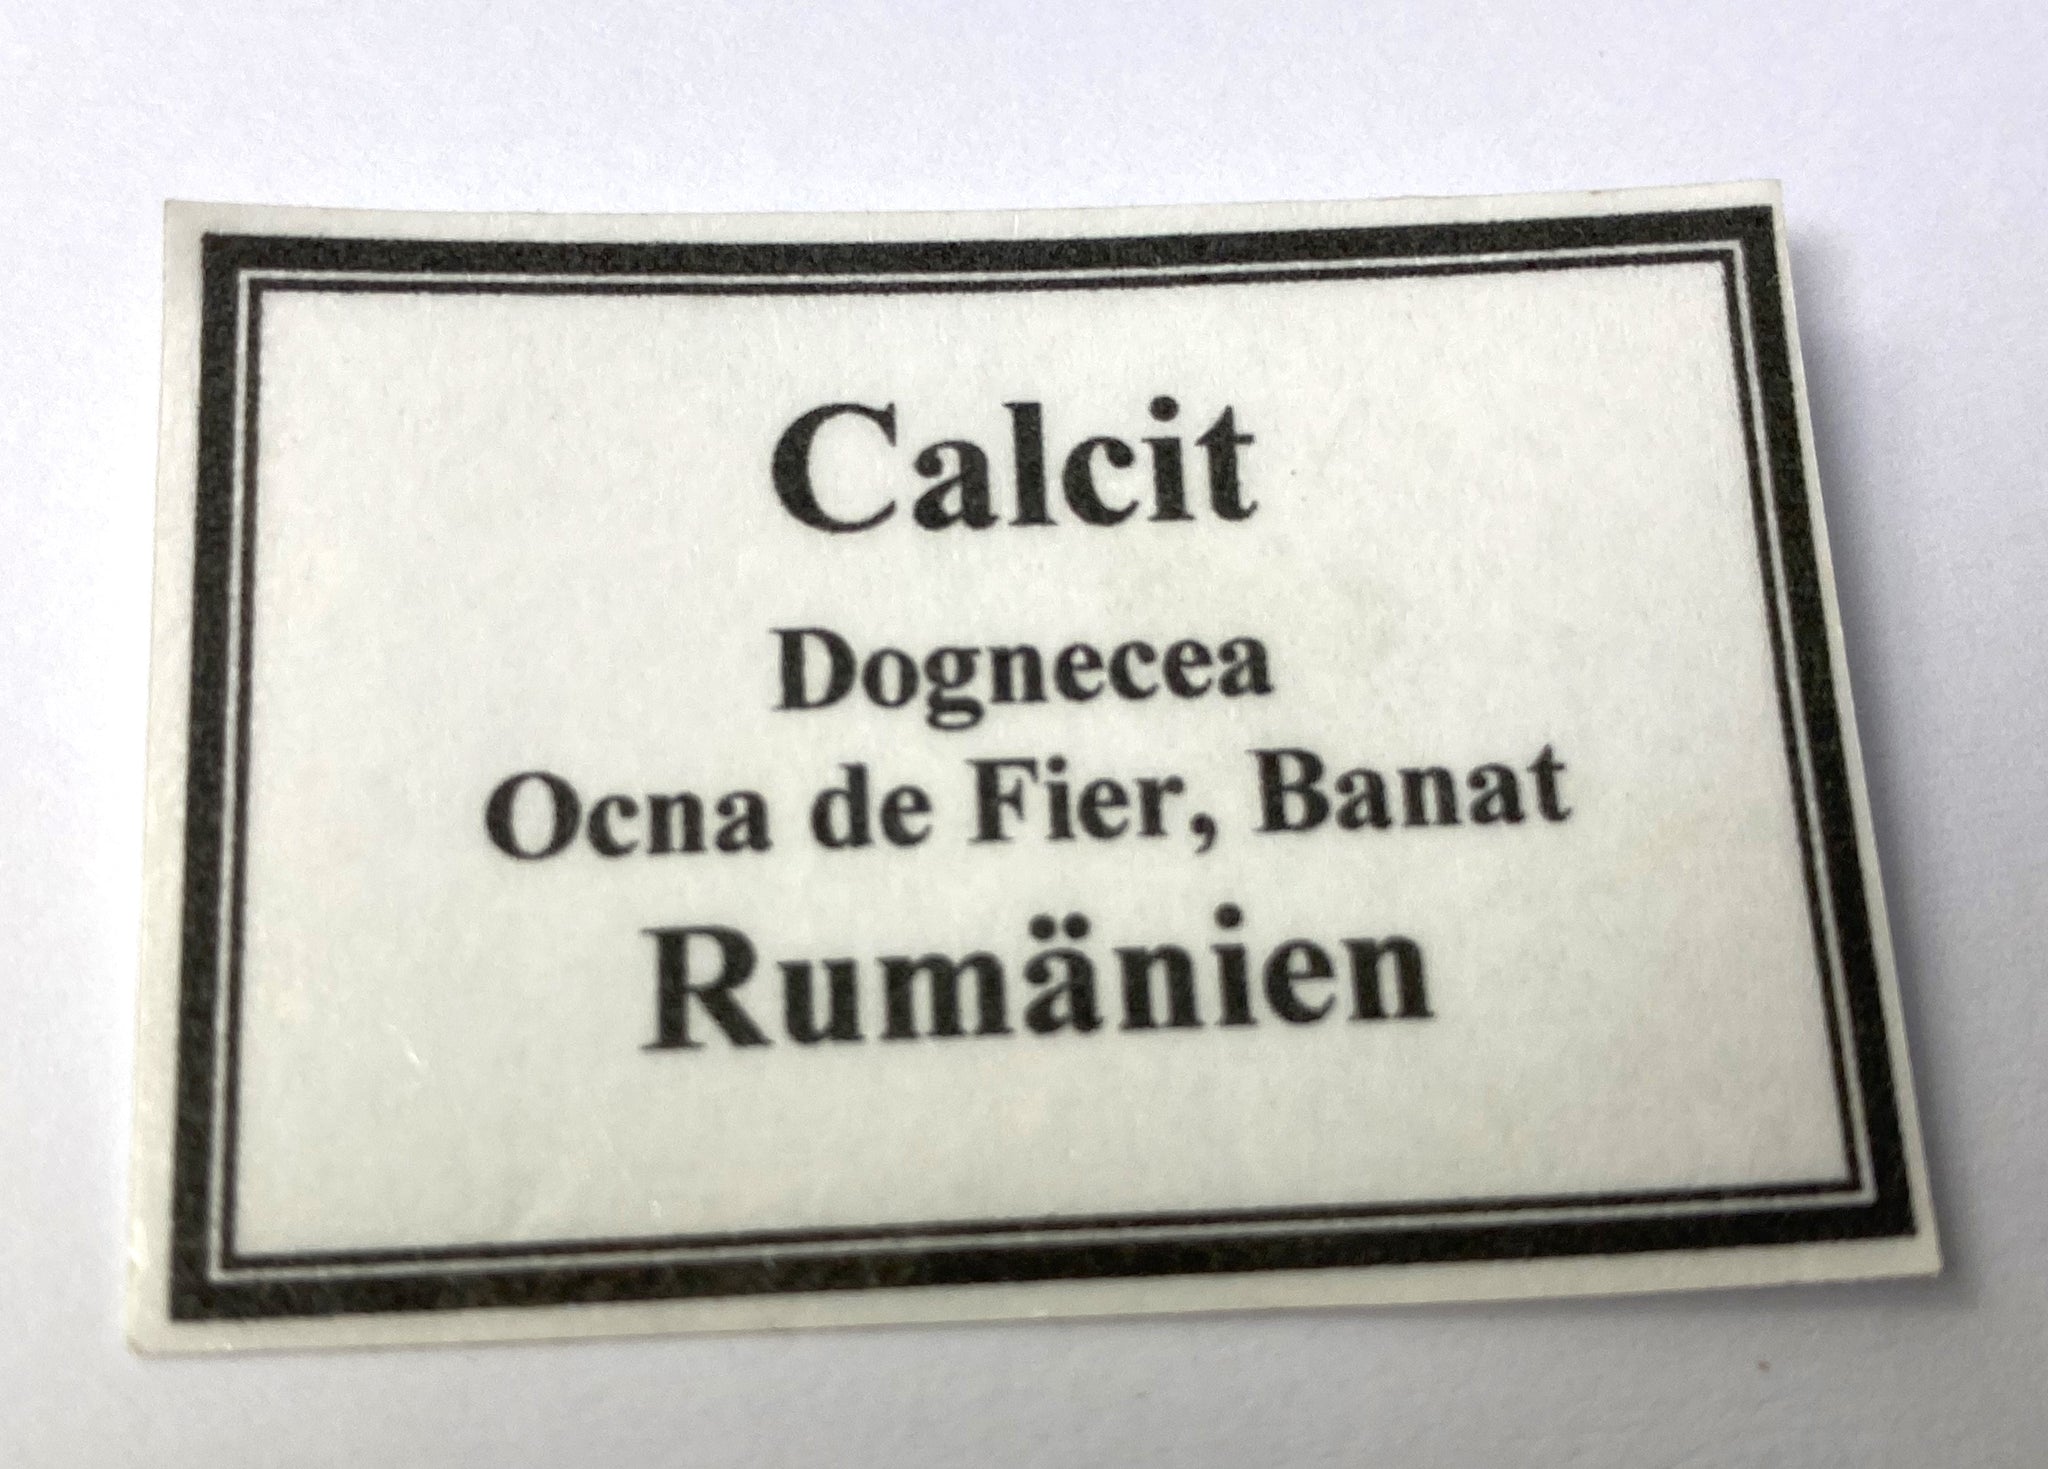 Calcit
Dognecea
Ocna de Fier, Banat
Rumänien